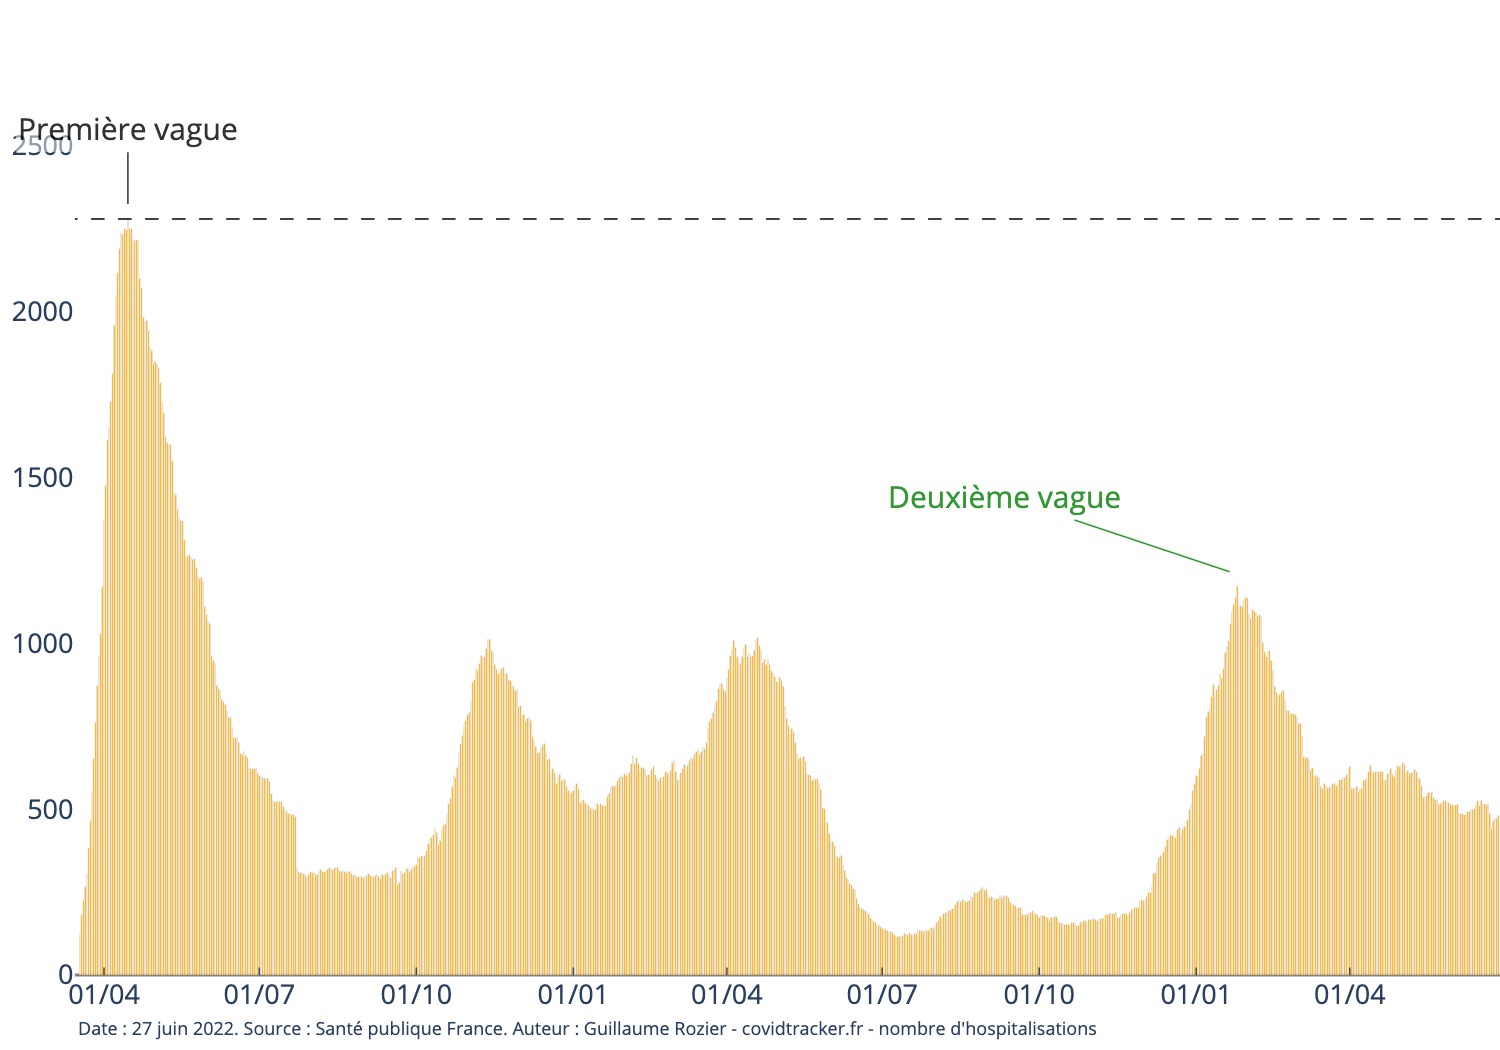 Première vague
2500
2000
1500
Deuxième vague
1000
500
0
01/04 01/07 01/10 01/01 01/04 01/07 01/10 01/01 01/04
Date : 27 juin 2022. Source : Santé publique France. Auteur : Guillaume Rozier - covidtracker.fr - nombre d'hospitalisations